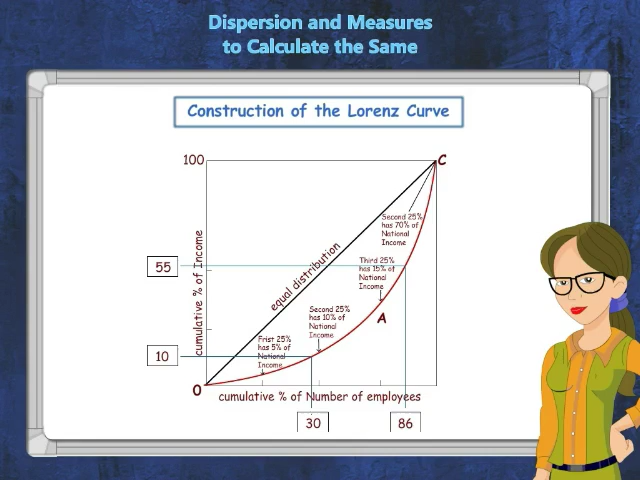 Dispersion and Measures
to Calculate the Same
Construction of the Lorenz Curve
100
C
Second 25%
has 70% of
National
Income
cumulative % of Income
equal distribution
Third 25%
has 15% of
National
Income
55
Second 25%
has 10% of
National
Income
A
Frist 25%
has 5% of
National
Income
10
0
cumulative % of Number of employees
30
86